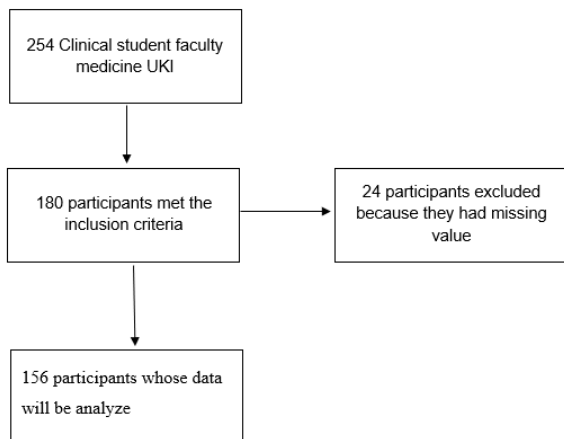 254 Clinical student faculty
medicine UKI
180 participants met the
inclusion criteria
24 participants excluded
because they had missing
value
156 participants whose data
will be analyze